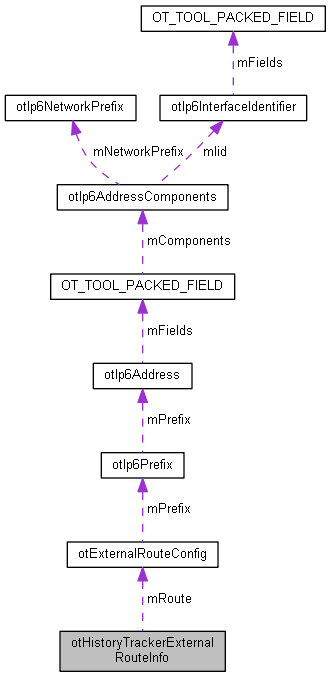 OT_TOOL_PACKED_FIELD
mFields
otIp6NetworkPrefix
otIp6InterfaceIdentifier
mNetworkPrefix
mIid
otIp6AddressComponents
mComponents
OT_TOOL_PACKED_FIELD
mFields
otIp6Address
mPrefix
otIp6Prefix
mPrefix
otExternalRouteConfig
mRoute
otHistoryTrackerExternal
RouteInfo